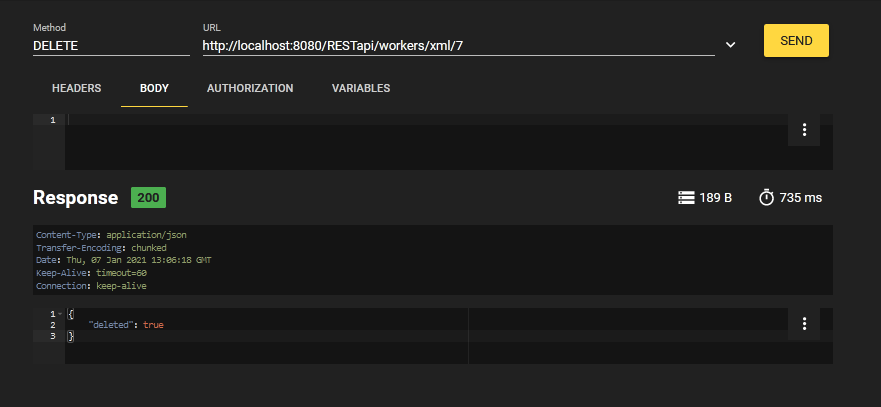 Method
DELETE
URL
http://localhost:8080/RESTapi/workers/xml/7
SEND
HEADERS BODY AUTHORIZATION VARIABLES
1
Response 200 189 B 735 ms
Content-Type: application/json
Transfer-Encoding: chunked
Date: Thu, 07 Jan 2021 13:06:18 GMT
Keep-Alive: timeout=60
Connection: keep-alive
1 {
2 "deleted": true
3 }